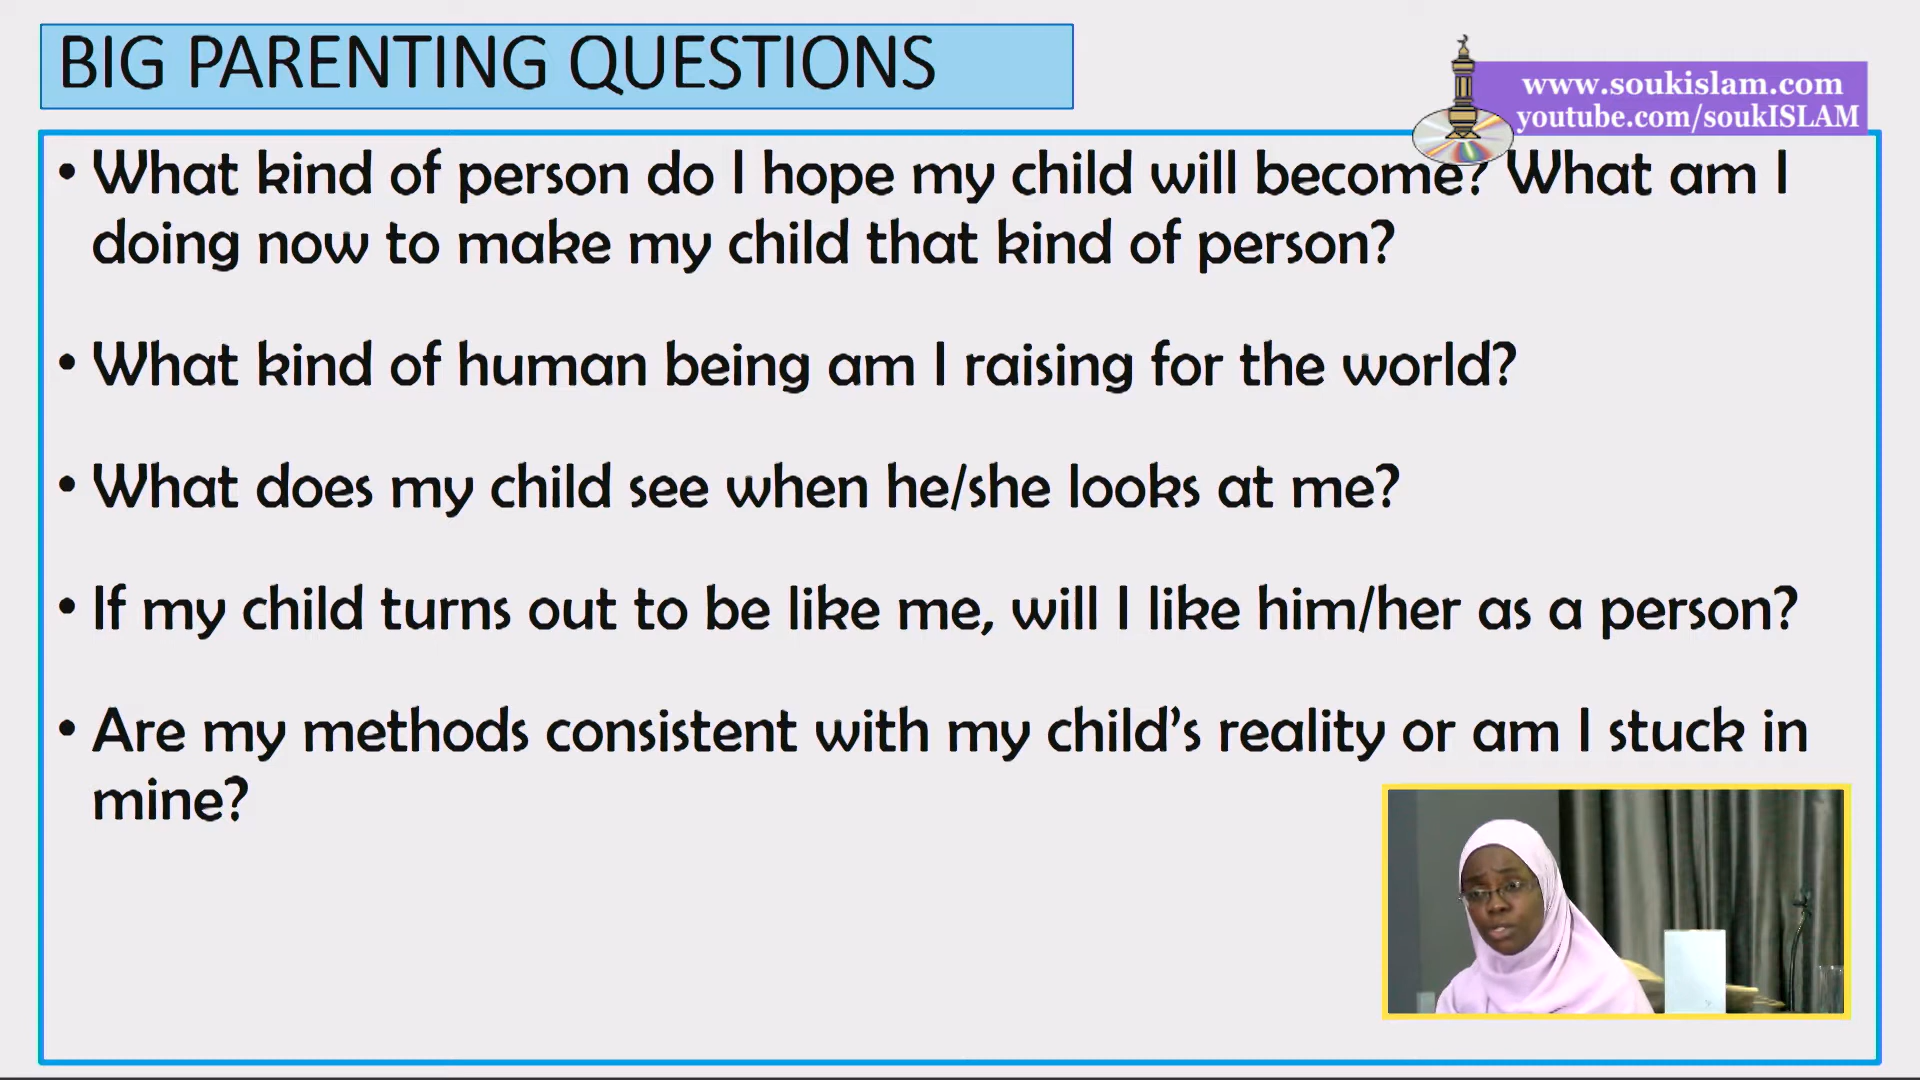 BIG PARENTING QUESTIONS
www.soukislam.com
youtube.com/soukISLAM
• What kind of person do I hope my child will become? What am I
doing now to make my child that kind of person?
• What kind of human being am I raising for the world?
• What does my child see when he/she looks at me?
• If my child turns out to be like me, will I like him/her as a person?
• Are my methods consistent with my child’s reality or am I stuck in
mine?